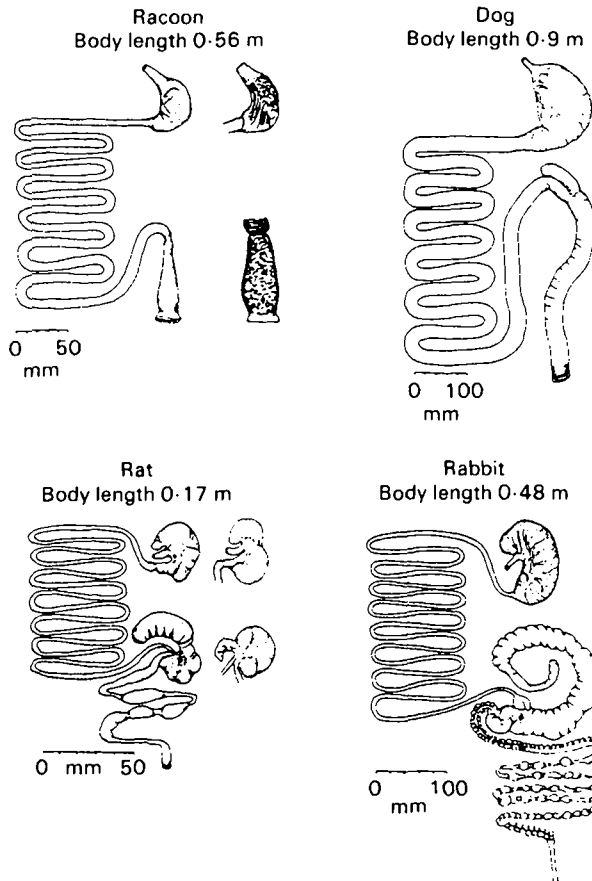 Racoon
Body length 0·56 m
Dog
Body length 0·9 m
0 50
mm
0 100
mm
Rat
Body length 0·17 m
Rabbit
Body length 0·48 m
0 mm 50
0 100
mm